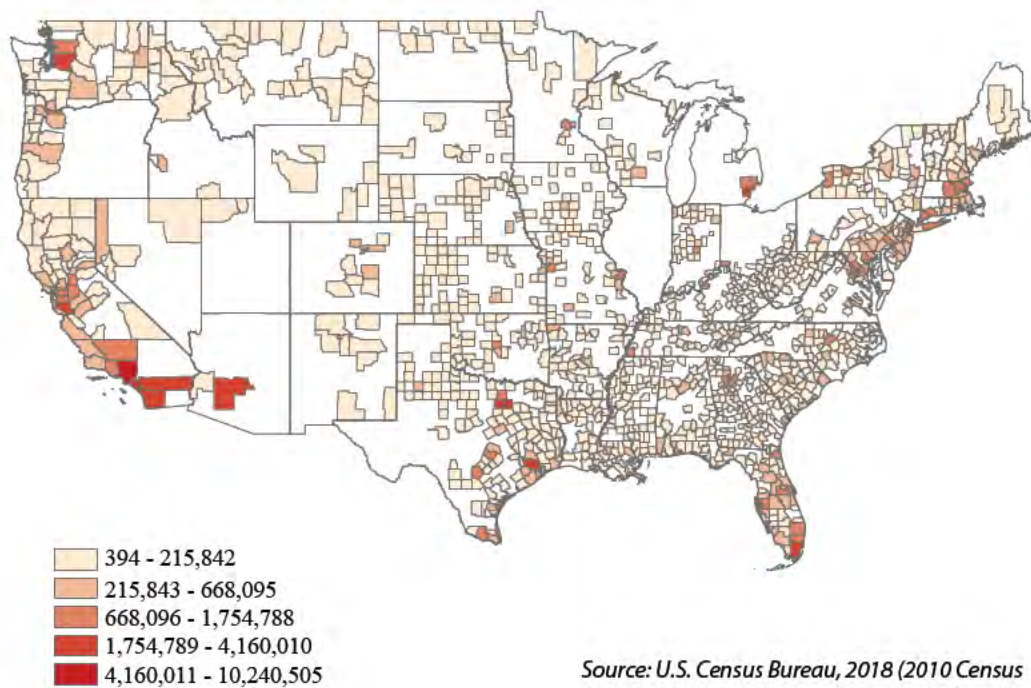 394 - 215,842
215,843 - 668,095
668,096 - 1,754,788
1,754,789 - 4,160,010
4,160,011 - 10,240,505
Source: U.S. Census Bureau, 2018 (2010 Census